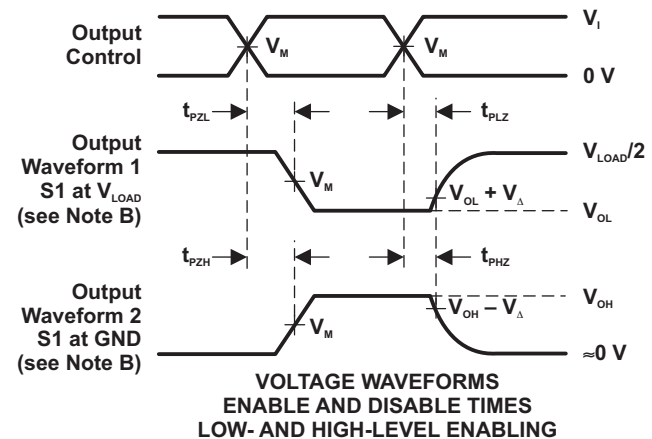 Output
Control
V_M
V_M
V_I
0 V
t_PZL
t_PLZ
Output
Waveform 1
S1 at V_LOAD
(see Note B)
V_M
V_OL + V_Δ
V_LOAD/2
V_OL
t_PZH
t_PHZ
Output
Waveform 2
S1 at GND
(see Note B)
V_M
V_OH – V_Δ
V_OH
≈0 V
VOLTAGE WAVEFORMS
ENABLE AND DISABLE TIMES
LOW- AND HIGH-LEVEL ENABLING